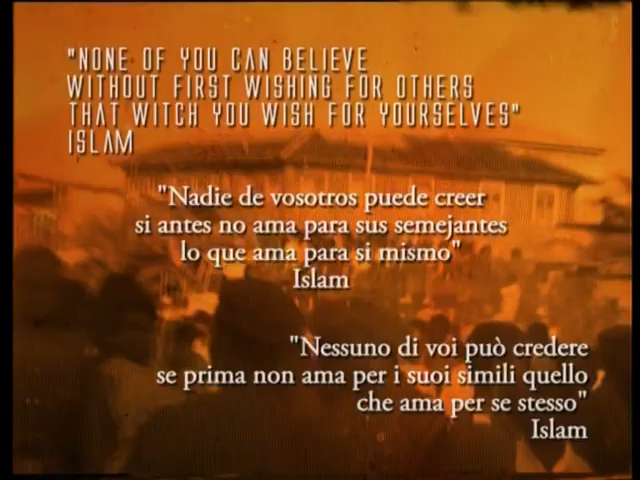 "NONE OF YOU CAN BELIEVE
WITHOUT FIRST WISHING FOR OTHERS
THAT WITCH YOU WISH FOR YOURSELVES"
ISLAM
"Nadie de vosotros puede creer
si antes no ama para sus semejantes
lo que ama para si mismo"
Islam
"Nessuno di voi può credere
se prima non ama per i suoi simili quello
che ama per se stesso"
Islam